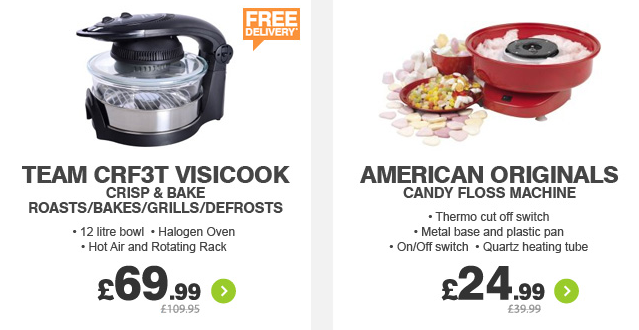 FREE
DELIVERY*
TEAM CRF3T VISICOOK
CRISP & BAKE
ROASTS/BAKES/GRILLS/DEFROSTS
• 12 litre bowl • Halogen Oven
• Hot Air and Rotating Rack
£69.99
£109.95
AMERICAN ORIGINALS
CANDY FLOSS MACHINE
• Thermo cut off switch
• Metal base and plastic pan
• On/Off switch • Quartz heating tube
£24.99
£39.99